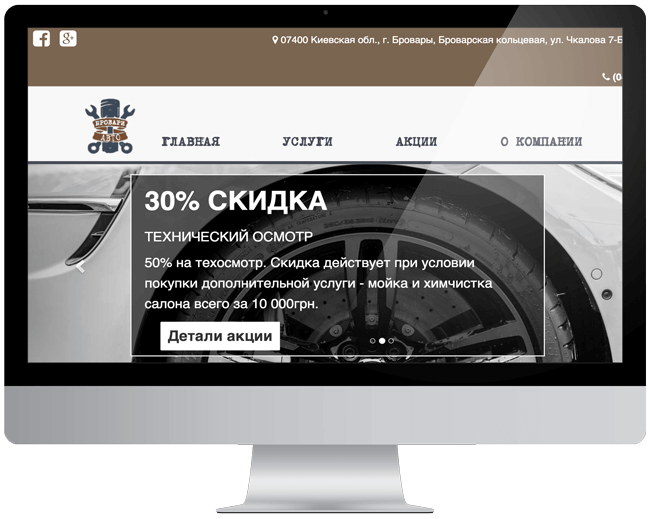 07400 Киевская обл., г. Бровары, Броварская кольцевая, ул. Чкалова 7-Б
(0
БРОВАРИ
АВТО
ГЛАВНАЯ УСЛУГИ АКЦИИ О КОМПАНИИ
30% СКИДКА
ТЕХНИЧЕСКИЙ ОСМОТР
50% на техосмотр. Скидка действует при условии
покупки дополнительной услуги - мойка и химчистка
салона всего за 10 000грн.
Детали акции